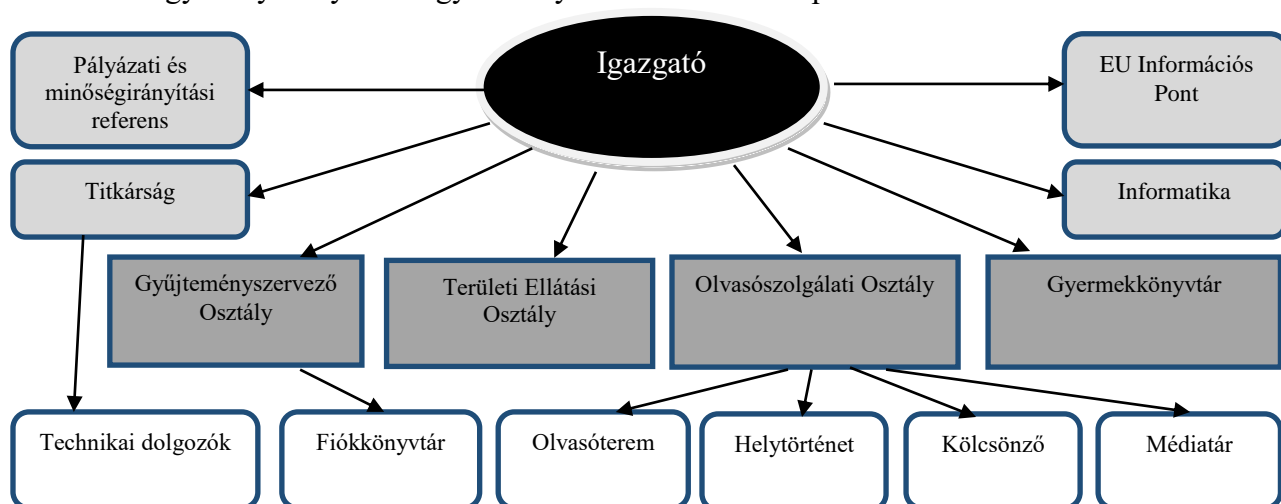 Igazgató
Pályázati és
minőségirányítási
referens
EU Információs
Pont
Titkárság
Informatika
Gyűjteményszervező
Osztály
Területi Ellátási
Osztály
Olvasószolgálati Osztály
Gyermekkönyvtár
Technikai dolgozók
Fiókkönyvtár
Olvasóterem
Helytörténet
Kölcsönző
Médiatár